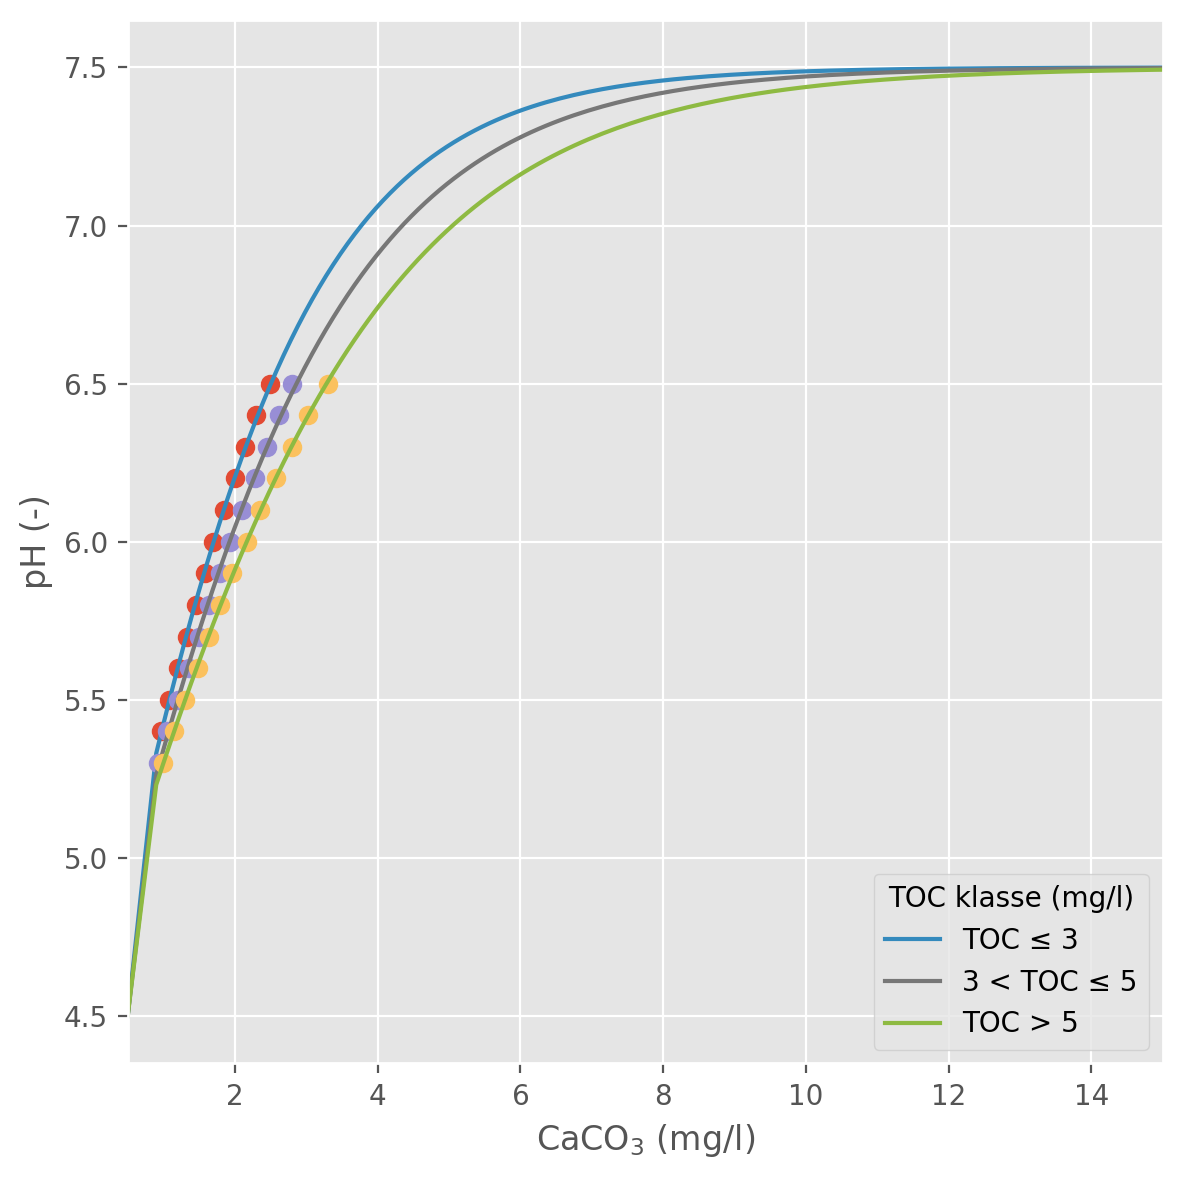 7.5
7.0
6.5
6.0
5.5
5.0
4.5
pH (-)
TOC klasse (mg/l)
TOC ≤ 3
3 < TOC ≤ 5
TOC > 5
2 4 6 8 10 12 14
CaCO₃ (mg/l)